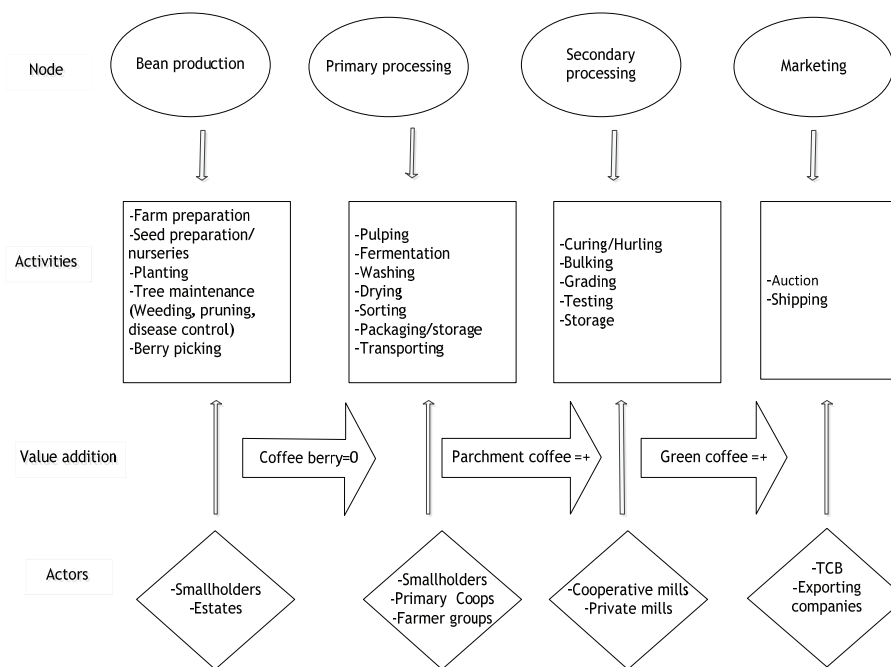 Node
Bean production
Primary processing
Secondary
processing
Marketing
Activities
-Farm preparation
-Seed preparation/
nurseries
-Planting
-Tree maintenance
(Weeding, pruning,
disease control)
-Berry picking
-Pulping
-Fermentation
-Washing
-Drying
-Sorting
-Packaging/storage
-Transporting
-Curing/Hurling
-Bulking
-Grading
-Testing
-Storage
-Auction
-Shipping
Value addition
Coffee berry=0
Parchment coffee =+
Green coffee =+
Actors
-Smallholders
-Estates
-Smallholders
-Primary Coops
-Farmer groups
-Cooperative mills
-Private mills
-TCB
-Exporting
companies